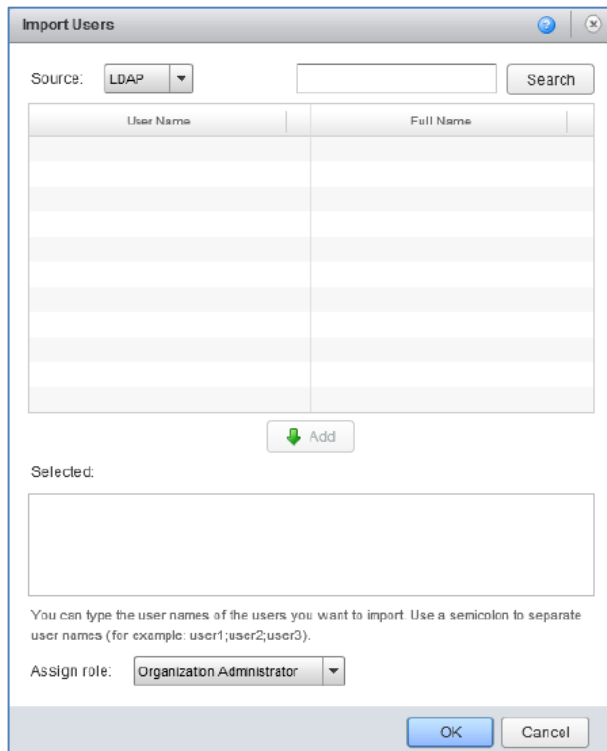 Import Users
Source: LDAP Search
User Name Full Name
Add
Selected:
You can type the user names of the users you want to import. Use a semicolon to separate
user names (for example: user1;user2;user3).
Assign role: Organization Administrator
OK Cancel